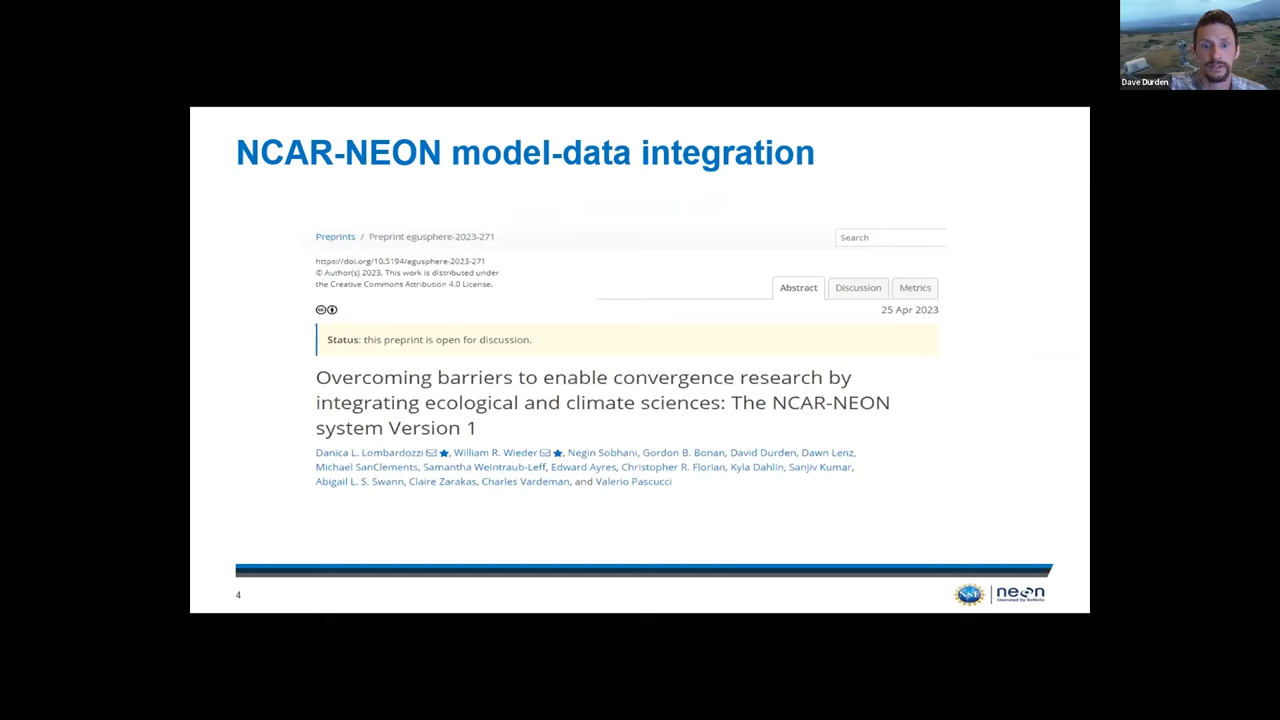 Dave Durden
NCAR-NEON model-data integration
Preprints / Preprint egusphere-2023-271
Search
https://doi.org/10.5194/egusphere-2023-271
© Author(s) 2023. This work is distributed under
the Creative Commons Attribution 4.0 License.
Abstract
Discussion
Metrics
25 Apr 2023
Status: this preprint is open for discussion.
Overcoming barriers to enable convergence research by
integrating ecological and climate sciences: The NCAR-NEON
system Version 1
Danica L. Lombardozzi, William R. Wieder, Negin Sobhani, Gordon B. Bonan, David Durden, Dawn Lenz,
Michael SanClements, Samantha Weintraub-Leff, Edward Ayres, Christopher R. Florian, Kyla Dahlin, Sanjiv Kumar,
Abigail L. S. Swann, Claire Zarakas, Charles Vardeman, and Valerio Pascucci
4
NSF
neon
Operated by Battelle